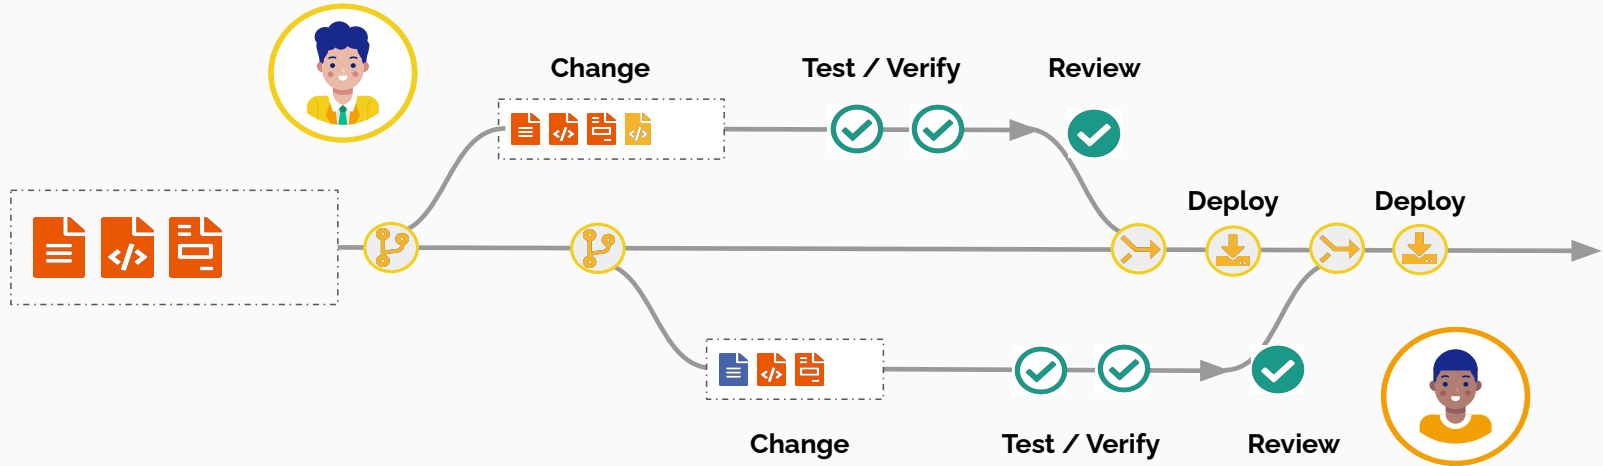 Change
Test / Verify
Review
Deploy
Deploy
Change
Test / Verify
Review